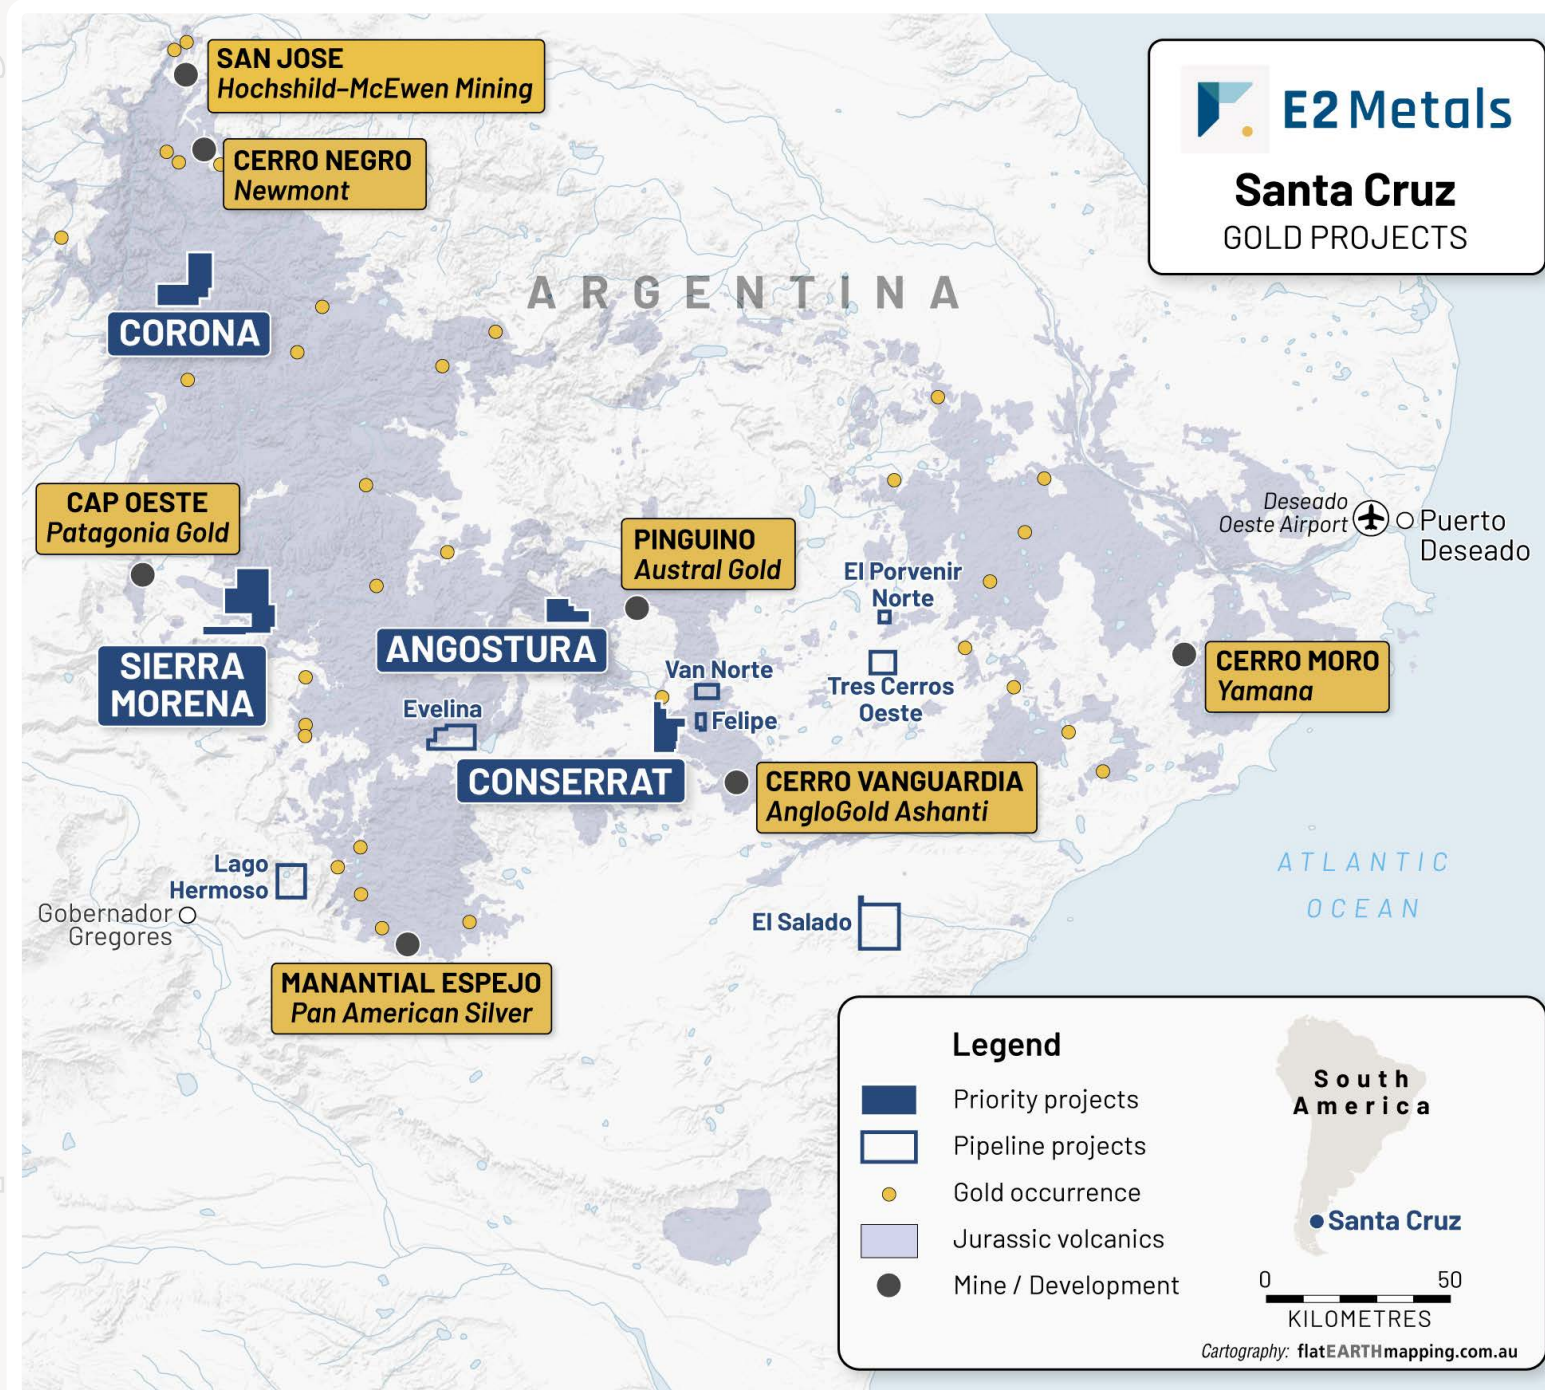 SAN JOSE
Hochshild-McEwen Mining
CERRO NEGRO
Newmont
E2 Metals
Santa Cruz
GOLD PROJECTS
ARGENTINA
CORONA
CAP OESTE
Patagonia Gold
PINGUINO
Austral Gold
Deseado
Oeste Airport
Puerto
Deseado
El Porvenir
Norte
ANGOSTURA
SIERRA
MORENA
Van Norte
Tres Cerros
Oeste
CERRO MORO
Yamana
Evelina
Felipe
CONSERRAT
CERRO VANGUARDIA
AngloGold Ashanti
Lago
Hermoso
Gobernador
Gregores
El Salado
ATLANTIC
OCEAN
MANANTIAL ESPEJO
Pan American Silver
Legend
Priority projects
Pipeline projects
Gold occurrence
Jurassic volcanics
Mine / Development
South
America
Santa Cruz
0 50
KILOMETRES
Cartography: flatEARTHmapping.com.au